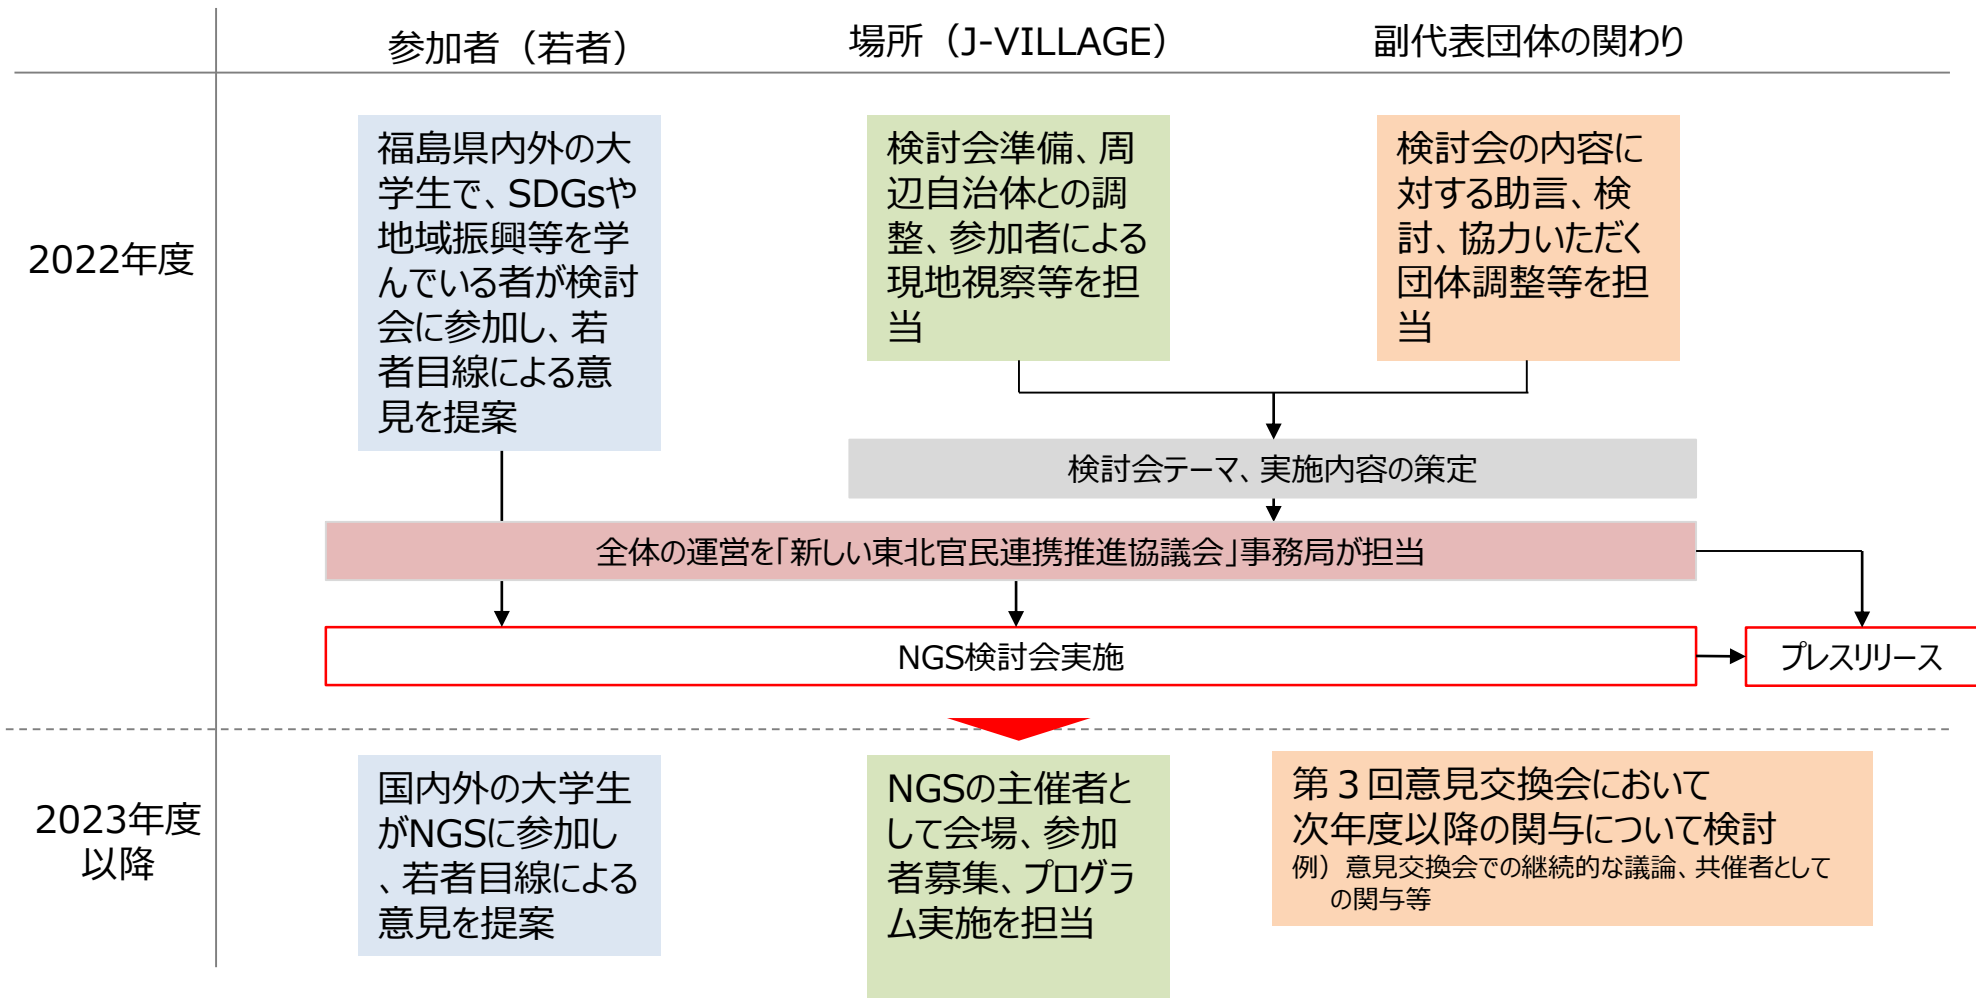 参加者（若者）
場所（J-VILLAGE）
副代表団体の関わり
2022年度
福島県内外の大
学生で、SDGsや
地域振興等を学
んでいる者が検討
会に参加し、若
者目線による意
見を提案
検討会準備、周
辺自治体との調
整、参加者による
現地視察等を担
当
検討会の内容に
対する助言、検
討、協力いただく
団体調整等を担
当
検討会テーマ、実施内容の策定
全体の運営を「新しい東北官民連携推進協議会」事務局が担当
NGS検討会実施
プレスリリース
2023年度
以降
国内外の大学生
がNGSに参加し
、若者目線による
意見を提案
NGSの主催者と
して会場、参加
者募集、プログラ
ム実施を担当
第３回意見交換会において
次年度以降の関与について検討
例）意見交換会での継続的な議論、共催者として
の関与等